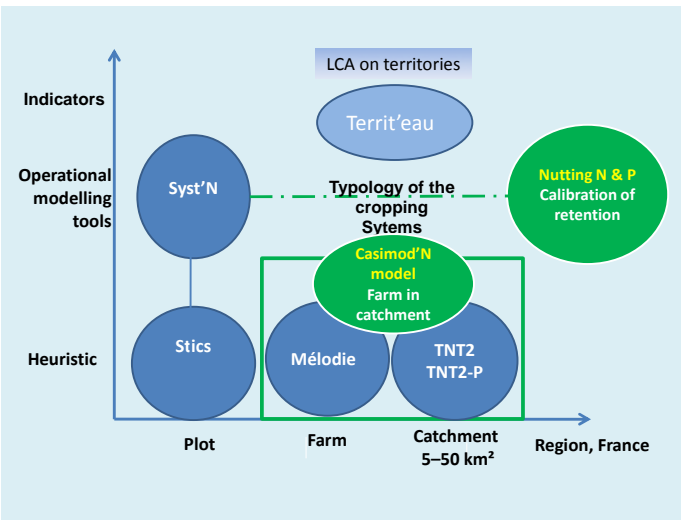 LCA on territories
Indicators
Territ'eau
Operational
modelling
tools
Syst'N
Typology of the
cropping
Sytems
Nutting N & P
Calibration of
retention
Casimod'N
model
Farm in
catchment
Heuristic
Stics
Mélodie
TNT2
TNT2-P
Plot
Farm
Catchment
5–50 km²
Region, France